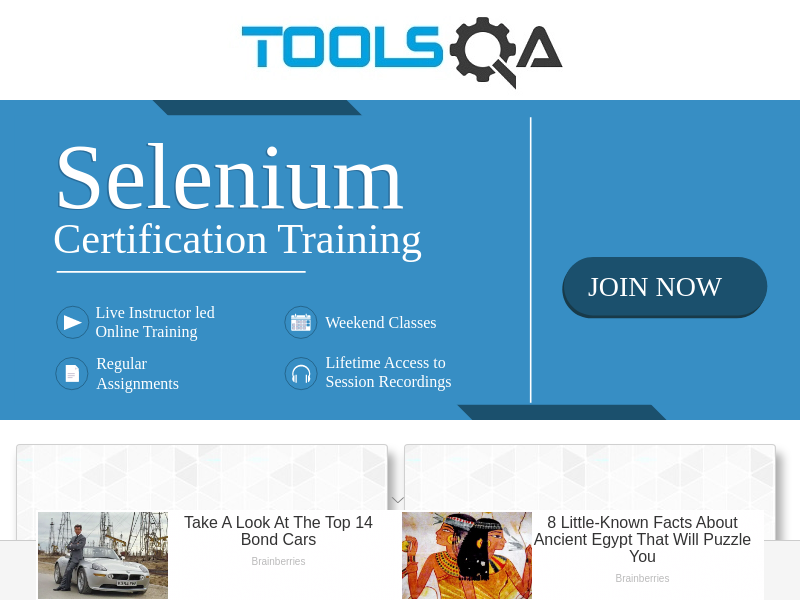 TOOLSQA
Selenium
Certification Training
JOIN NOW
Live Instructor led
Online Training
Weekend Classes
Regular
Assignments
Lifetime Access to
Session Recordings
Take A Look At The Top 14
Bond Cars
Brainberries
8 Little-Known Facts About
Ancient Egypt That Will Puzzle
You
Brainberries